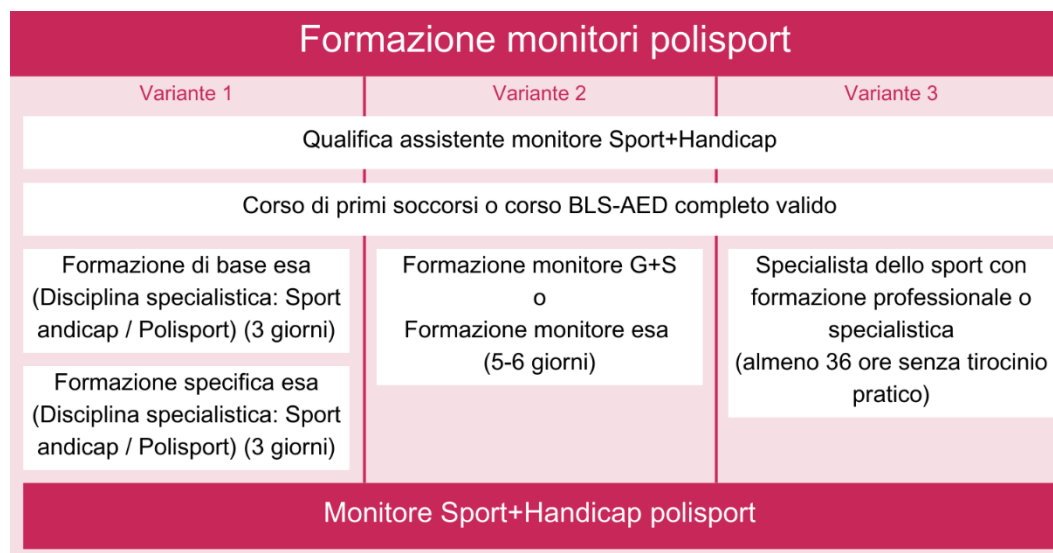 Formazione monitori polisport
Variante 1
Variante 2
Variante 3
Qualifica assistente monitore Sport+Handicap
Corso di primi soccorsi o corso BLS-AED completo valido
Formazione di base esa
(Disciplina specialistica: Sport
andicap / Polisport) (3 giorni)
Formazione specifica esa
(Disciplina specialistica: Sport
andicap / Polisport) (3 giorni)
Formazione monitore G+S
o
Formazione monitore esa
(5-6 giorni)
Specialista dello sport con
formazione professionale o
specialistica
(almeno 36 ore senza tirocinio
pratico)
Monitore Sport+Handicap polisport